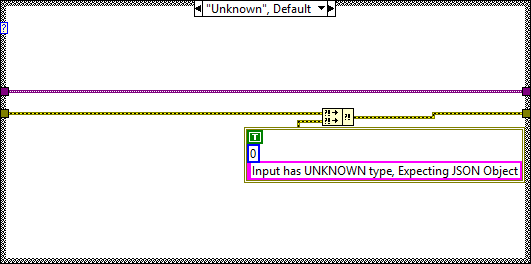 "Unknown", Default
?
?! ?!
?!
T
0
Input has UNKNOWN type, Expecting JSON Object